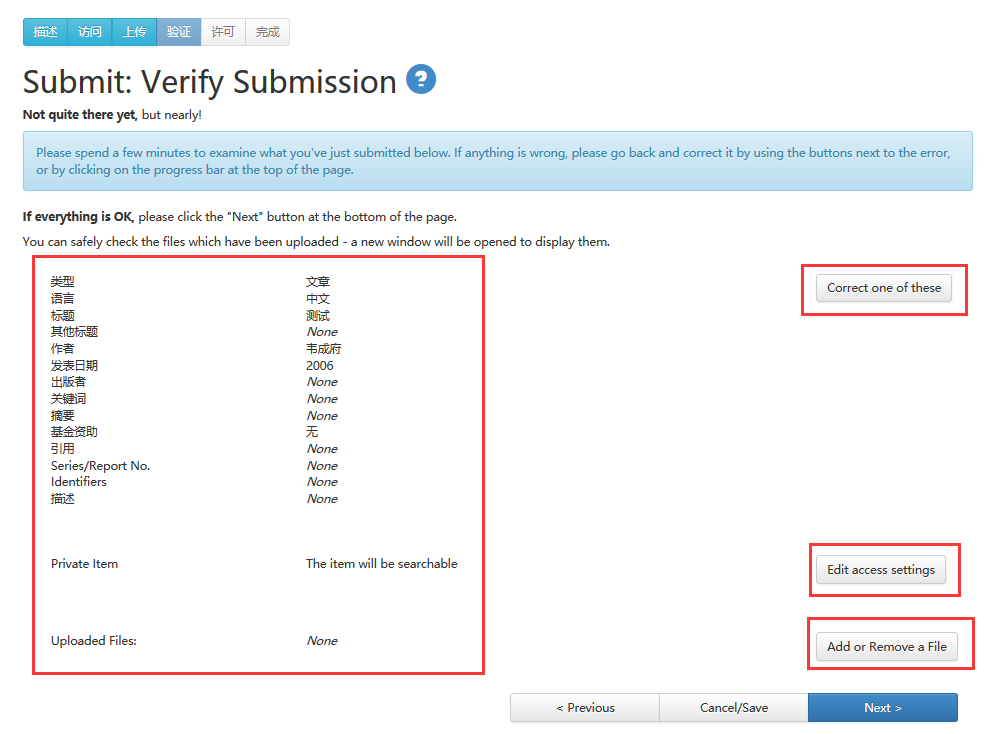 描述 访问 上传 验证 许可 完成
Submit: Verify Submission ?
Not quite there yet, but nearly!
Please spend a few minutes to examine what you've just submitted below. If anything is wrong, please go back and correct it by using the buttons next to the error,
or by clicking on the progress bar at the top of the page.
If everything is OK, please click the "Next" button at the bottom of the page.
You can safely check the files which have been uploaded - a new window will be opened to display them.
类型 文章 Correct one of these
语言 中文
标题 测试
其他标题 None
作者 韦成府
发表日期 2006
出版者 None
关键词 None
摘要 None
基金资助 无
引用 None
Series/Report No. None
Identifiers None
描述 None
Private Item The item will be searchable Edit access settings
Uploaded Files: None Add or Remove a File
< Previous Cancel/Save Next >